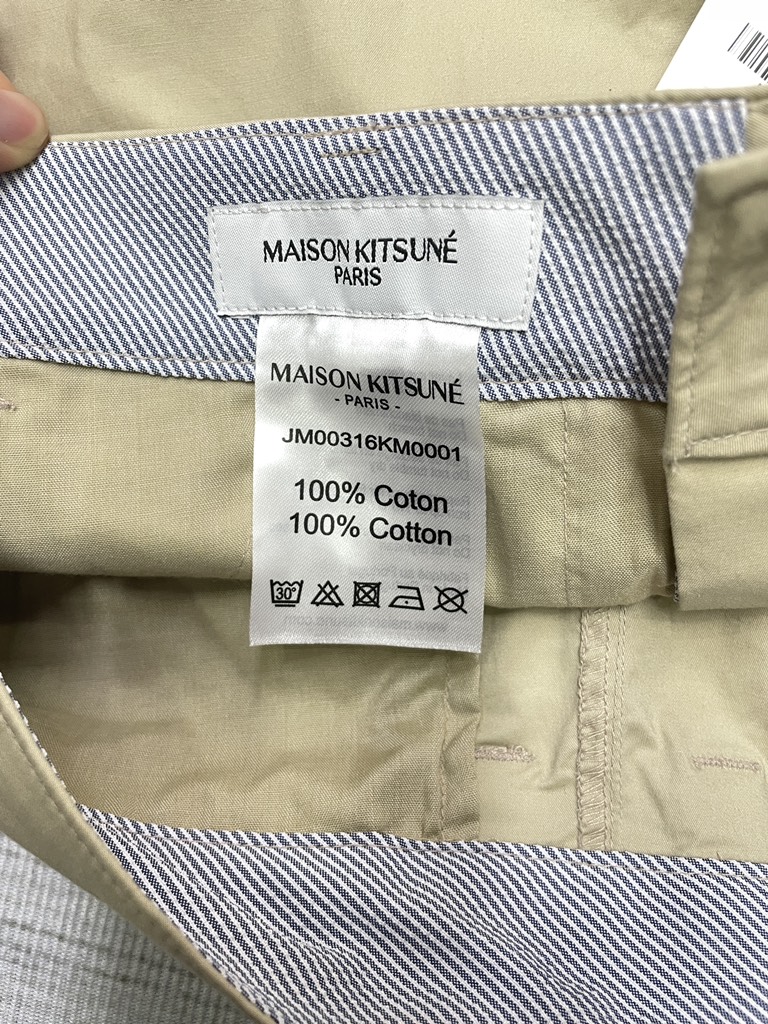 MAISON KITSUNÉ
PARIS
MAISON KITSUNÉ
- PARIS -
JM00316KM0001
100% Coton
100% Cotton
30°